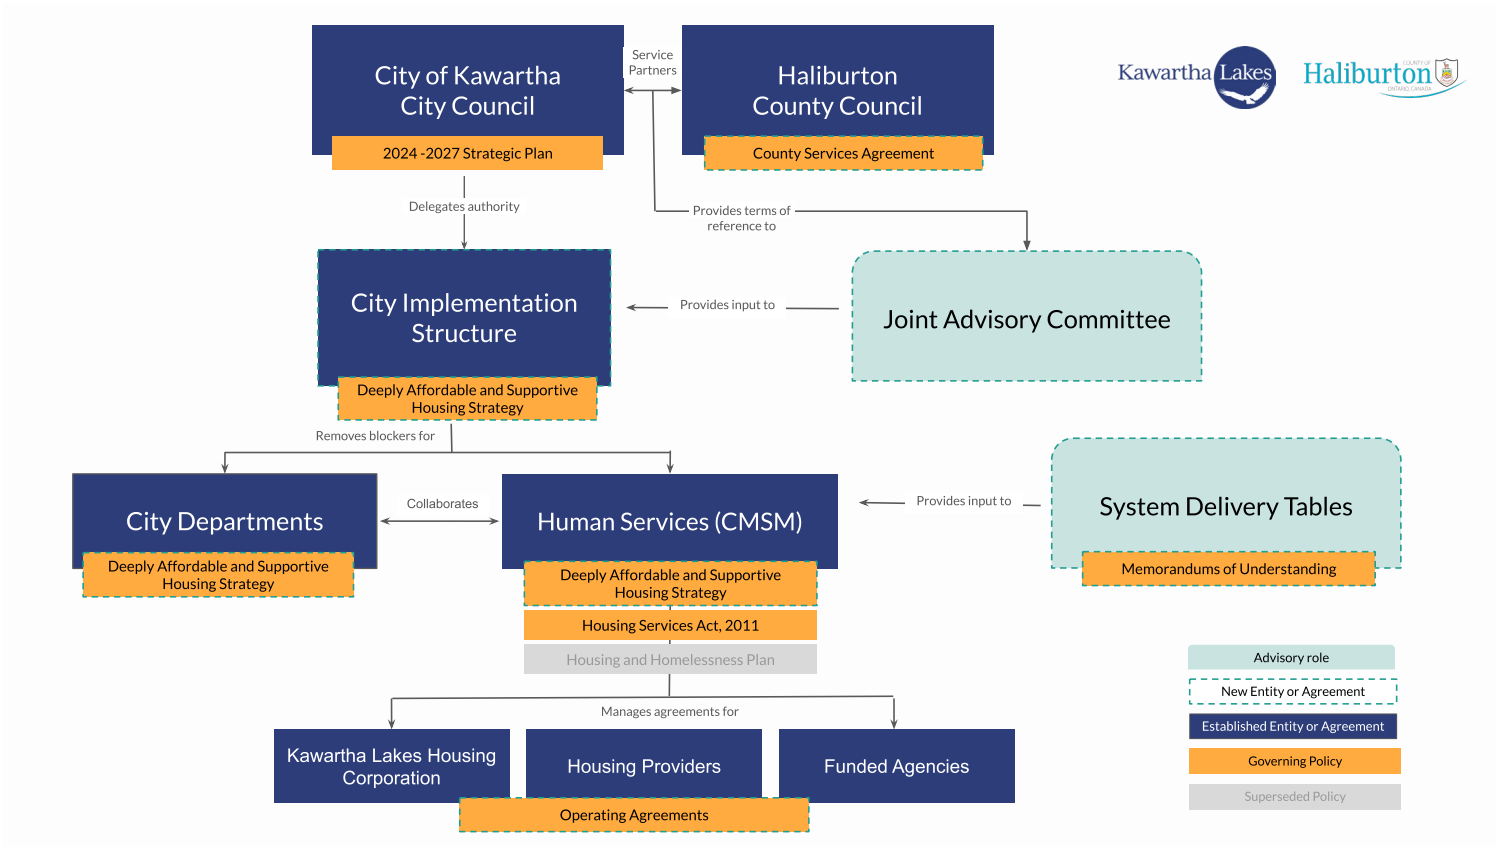 City of Kawartha
City Council
2024 -2027 Strategic Plan
Service
Partners
Haliburton
County Council
County Services Agreement
Kawartha Lakes
COUNTY OF
Haliburton
ONTARIO, CANADA
Delegates authority
Provides terms of
reference to
City Implementation
Structure
Deeply Affordable and Supportive
Housing Strategy
Provides input to
Joint Advisory Committee
Removes blockers for
City Departments
Deeply Affordable and Supportive
Housing Strategy
Collaborates
Human Services (CMSM)
Deeply Affordable and Supportive
Housing Strategy
Housing Services Act, 2011
Housing and Homelessness Plan
Provides input to
System Delivery Tables
Memorandums of Understanding
Manages agreements for
Kawartha Lakes Housing
Corporation
Housing Providers
Funded Agencies
Operating Agreements
Advisory role
New Entity or Agreement
Established Entity or Agreement
Governing Policy
Superseded Policy